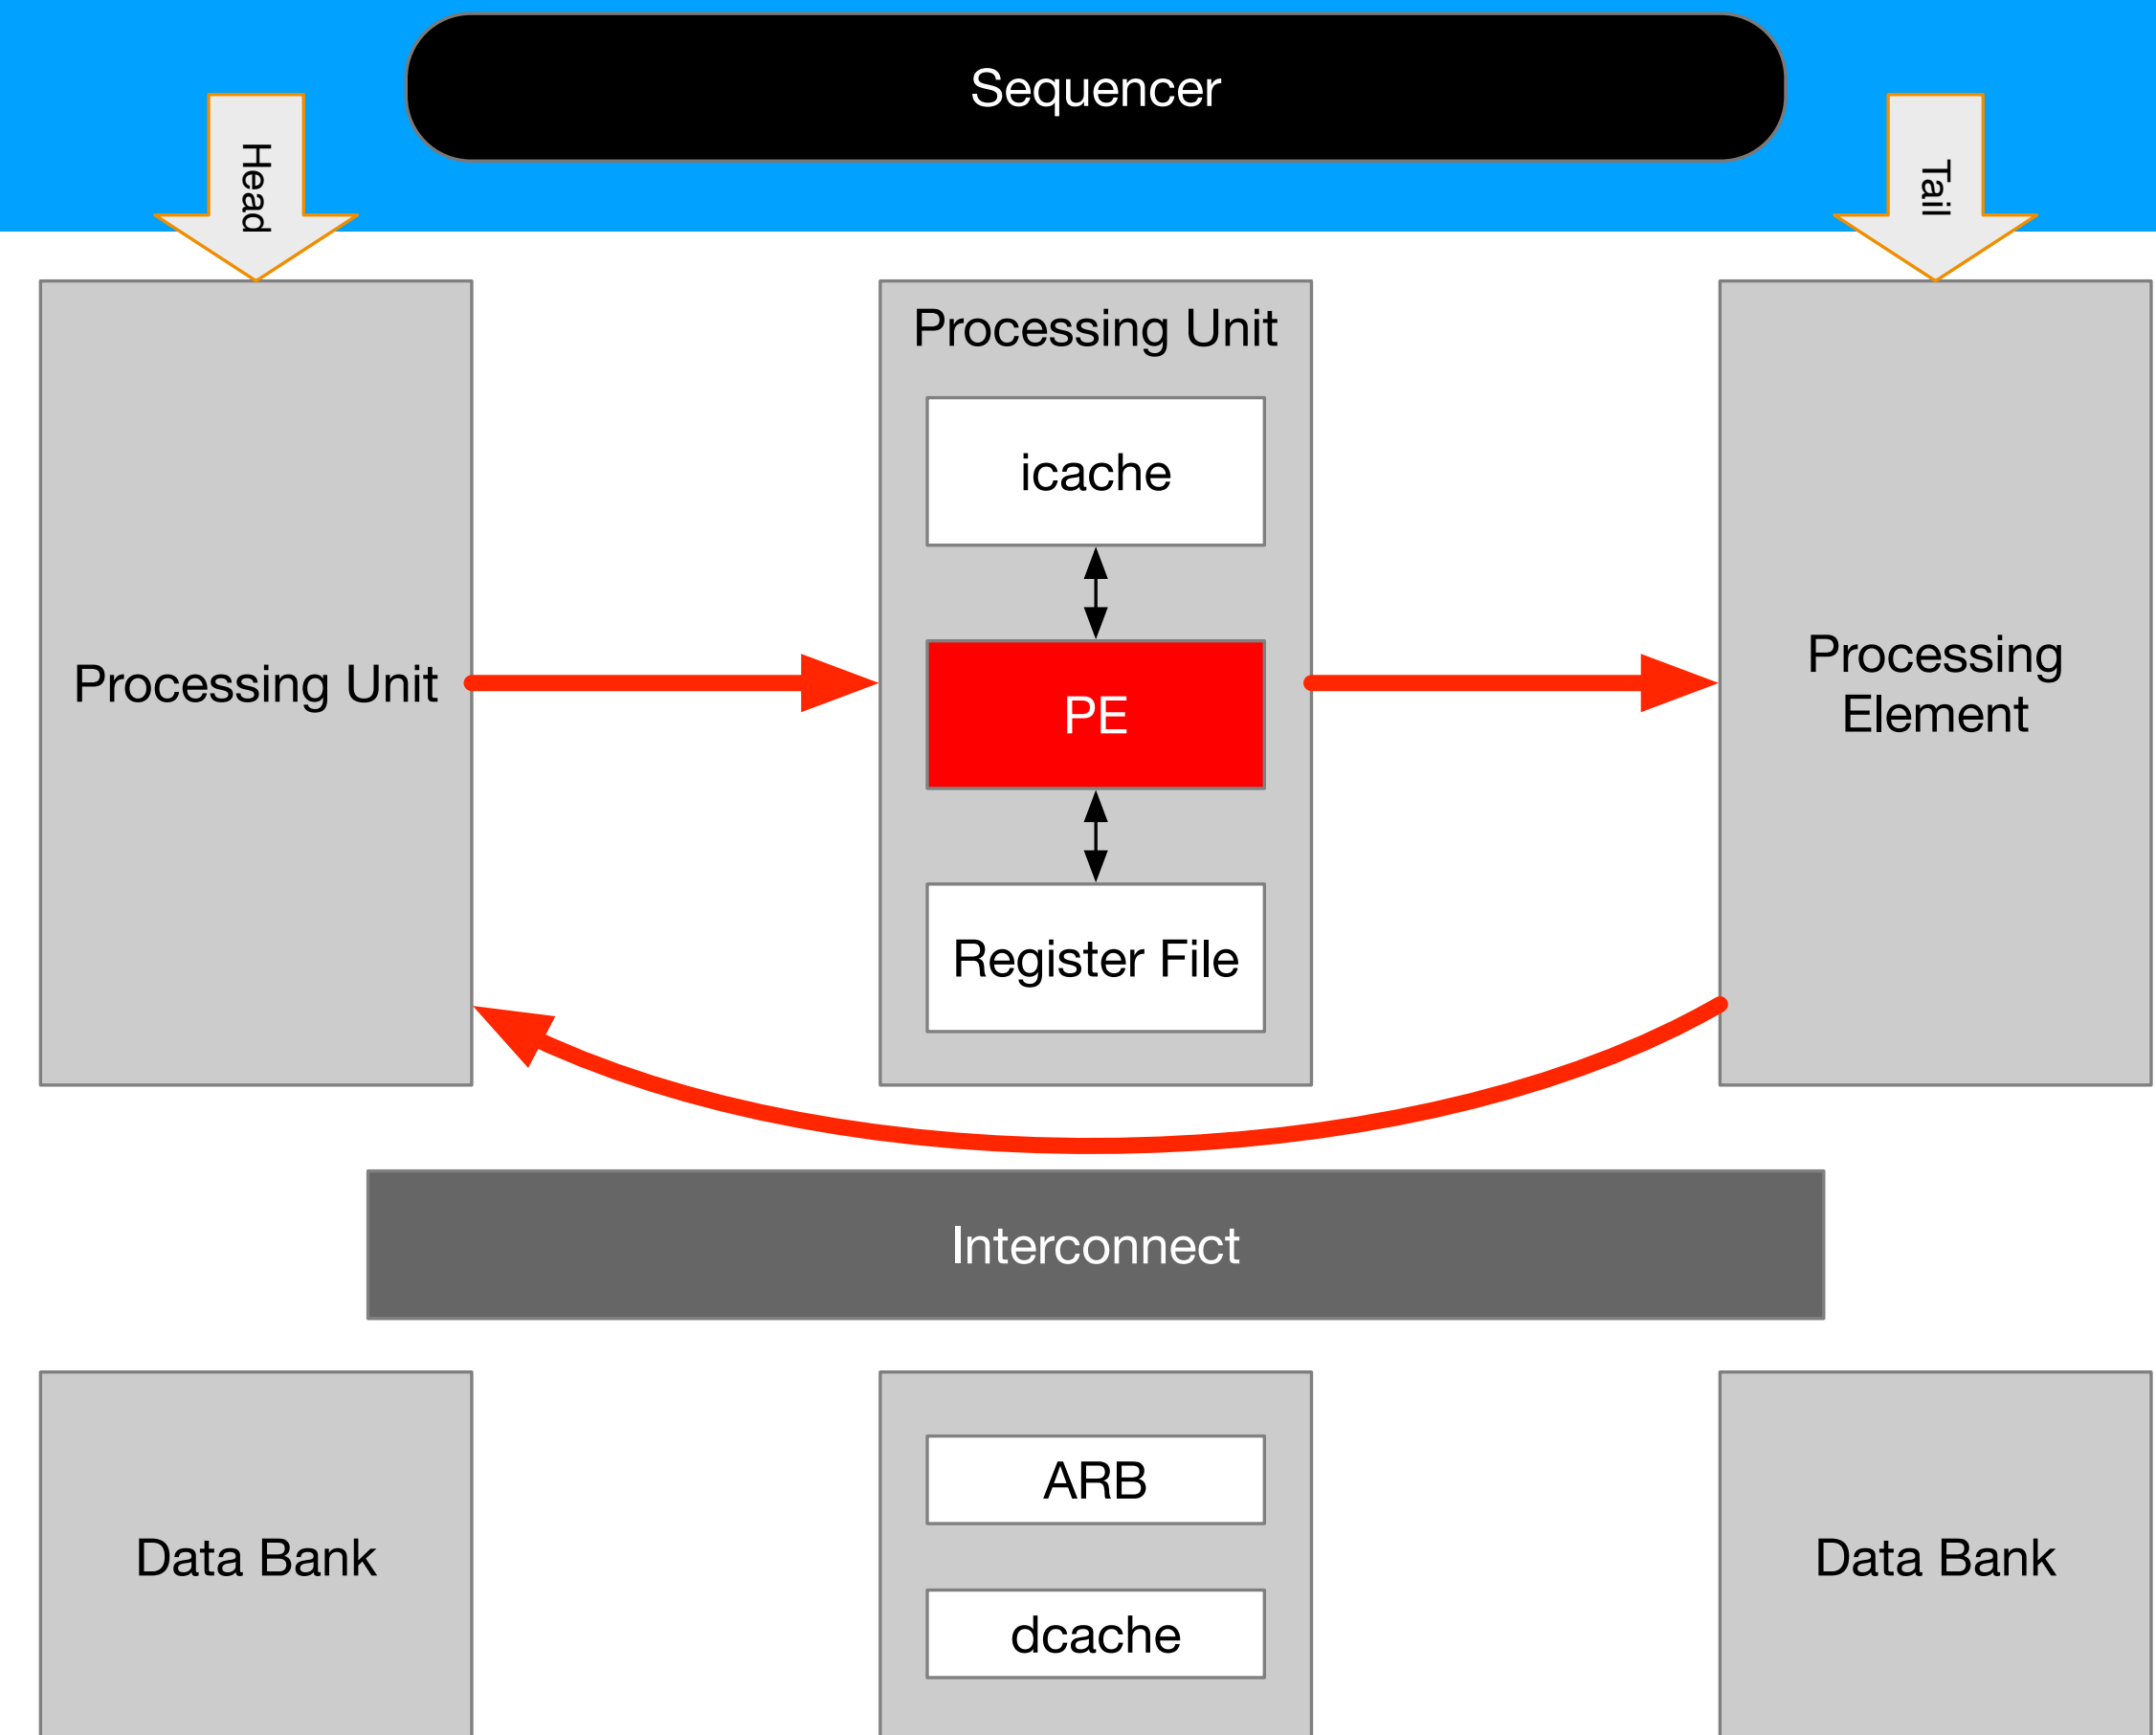 Sequencer
Head
Tail
Processing Unit
Processing Unit
icache
PE
Register File
Processing
Element
Interconnect
Data Bank
ARB
dcache
Data Bank